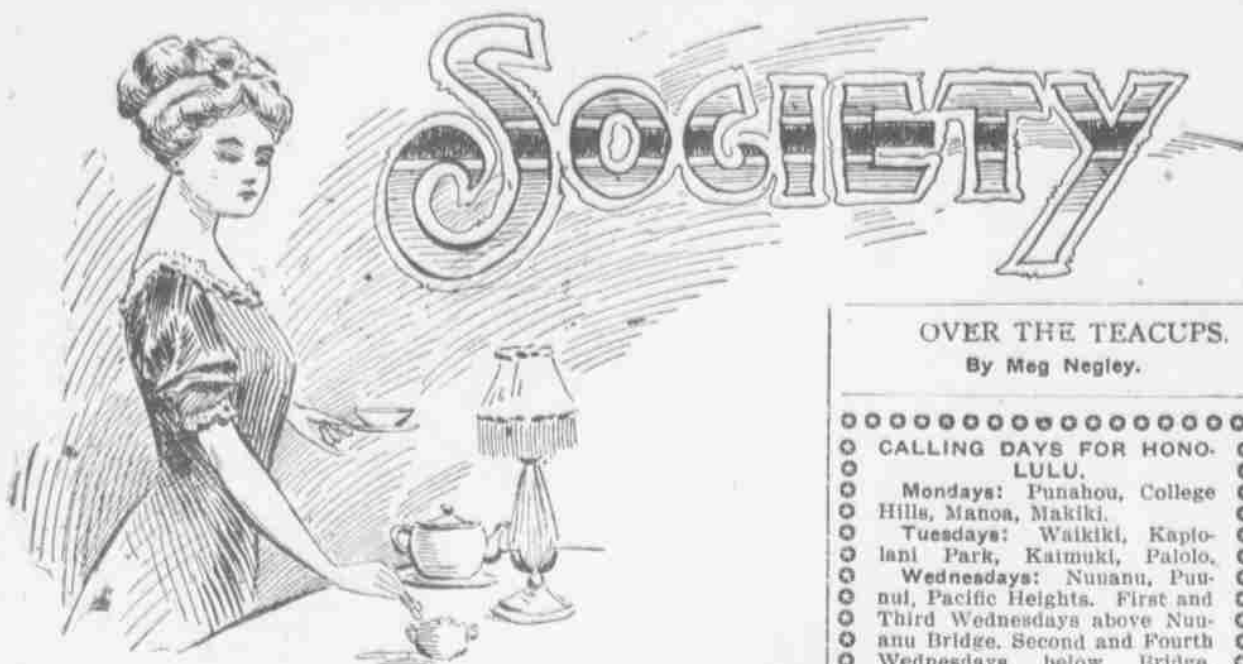 SOCIETY
OVER THE TEACUPS.
By Meg Negley.
CALLING DAYS FOR HONO-
LULU.
Mondays: Punahou, College
Hills, Manoa, Makiki.
Tuesdays: Waikiki, Kapio-
lani Park, Kaimuki, Palolo.
Wednesdays: Nuuanu, Puu-
nui, Pacific Heights. First and
Third Wednesdays above Nuu-
anu Bridge. Second and Fourth
Wednesdays below Bridge.